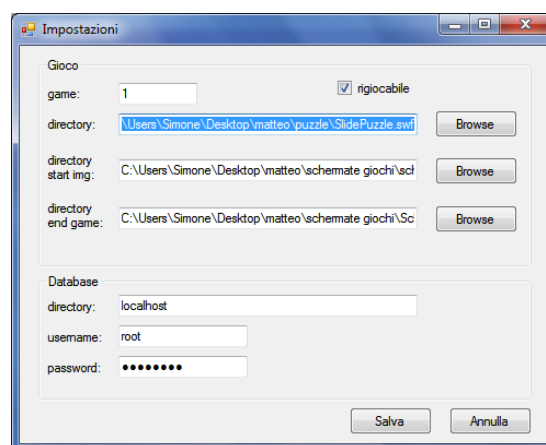 Impostazioni
Gioco
game: 1 rigiocabile
directory: \Users\Simone\Desktop\matteo\puzzle\SlidePuzzle.swf Browse
directory
start img: C:\Users\Simone\Desktop\matteo\schermate giochi\scł Browse
directory
end game: C:\Users\Simone\Desktop\matteo\schermate giochi\Sc Browse
Database
directory: localhost
username: root
password: ●●●●●●●●
Salva Annulla